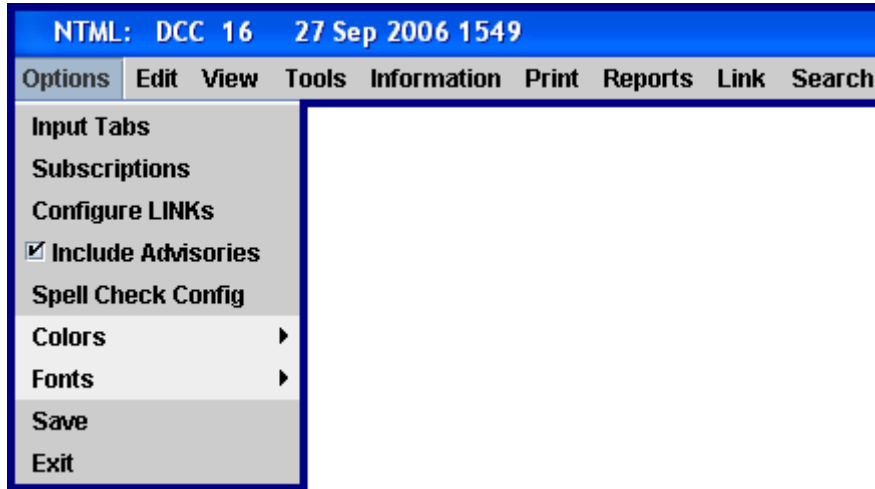 NTML: DCC 16 27 Sep 2006 1549
Options Edit View Tools Information Print Reports Link Search
Input Tabs
Subscriptions
Configure LINKs
Include Advisories
Spell Check Config
Colors
Fonts
Save
Exit